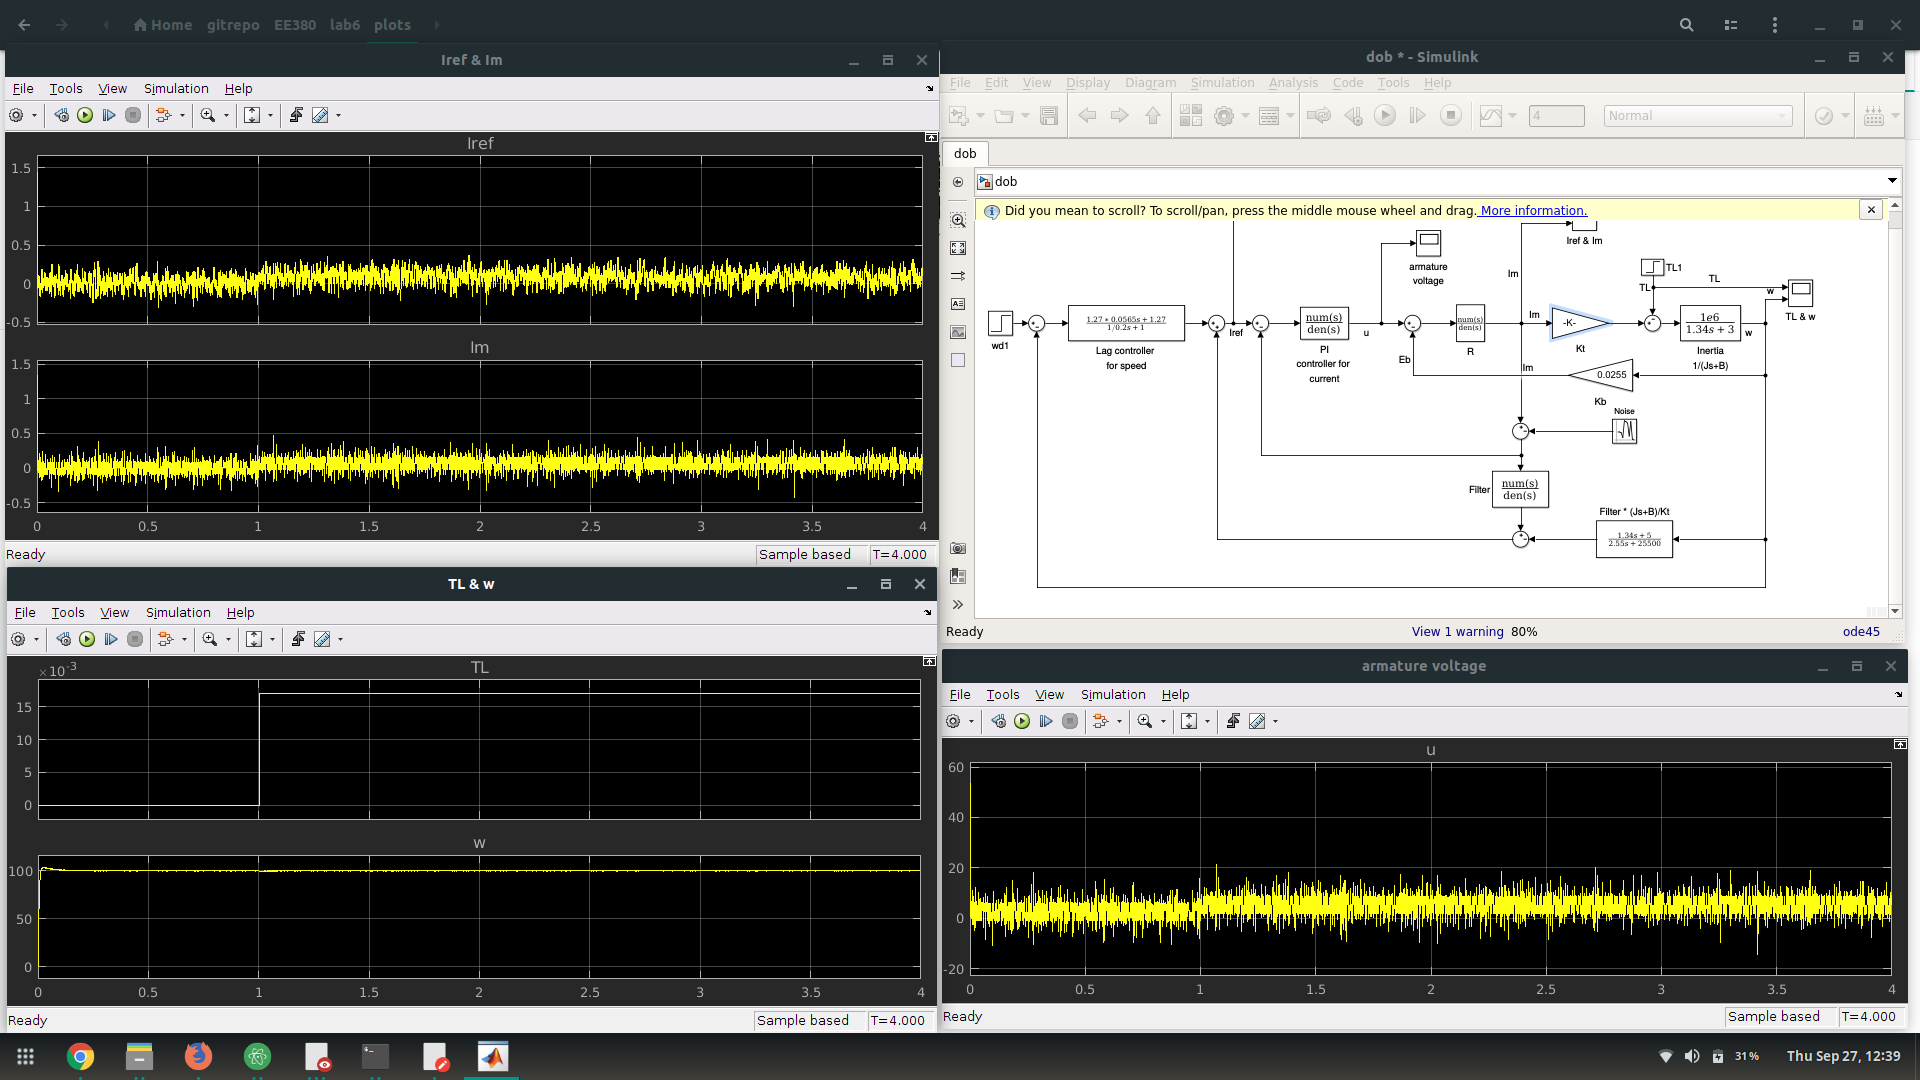 Home gitrepo EE380 lab6 plots
Iref & Im
File Tools View Simulation Help
Iref
1.5
1
0.5
0
-0.5
Im
1.5
1
0.5
0
-0.5
0 0.5 1 1.5 2 2.5 3 3.5 4
Ready Sample based T=4.000
TL & w
File Tools View Simulation Help
×10-3
TL
15
10
5
0
w
100
50
0
0 0.5 1 1.5 2 2.5 3 3.5 4
Ready Sample based T=4.000
dob * - Simulink
File Edit View Display Diagram Simulation Analysis Code Tools Help
4 Normal
dob
dob
Did you mean to scroll? To scroll/pan, press the middle mouse wheel and drag. More information.
Iref & Im
armature
voltage
Im
TL1
TL
TL
w
TL & w
wd1
1.27*0.0565s+1.27
1/0.2s+1
Lag controller
for speed
Iref
num(s)
den(s)
PI
controller for
current
u
Eb
num(s)
den(s)
R
Im
-K-
Kt
1e6
1.34s+3
Inertia
1/(Js+B)
w
Im
0.0255
Kb
Noise
Filter
num(s)
den(s)
Filter * (Js+B)/Kt
1.34s+5
2.55s+25500
Ready View 1 warning 80% ode45
armature voltage
File Tools View Simulation Help
u
60
40
20
0
-20
0 0.5 1 1.5 2 2.5 3 3.5 4
Ready Sample based T=4.000
31% Thu Sep 27, 12:39